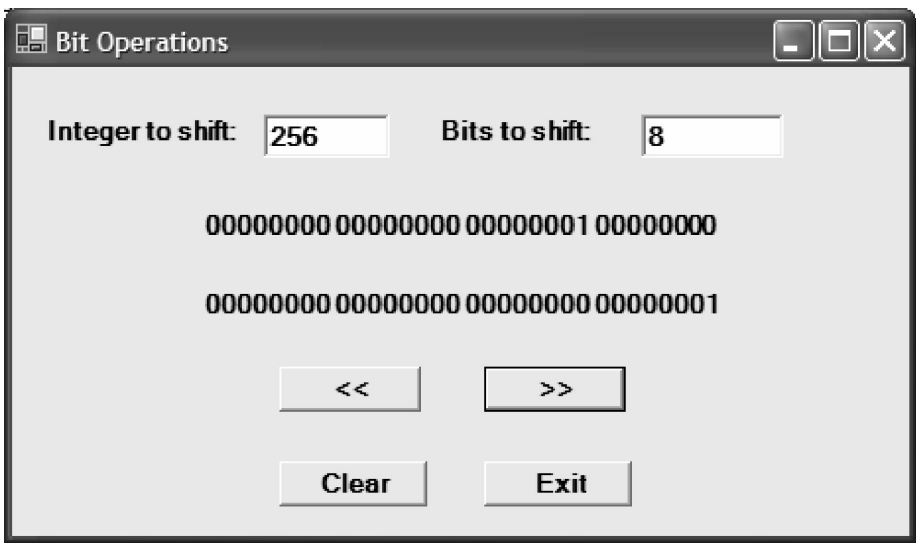 Bit Operations
Integer to shift: 256 Bits to shift: 8
00000000 00000000 00000001 00000000
00000000 00000000 00000000 00000001
<< >>
Clear Exit